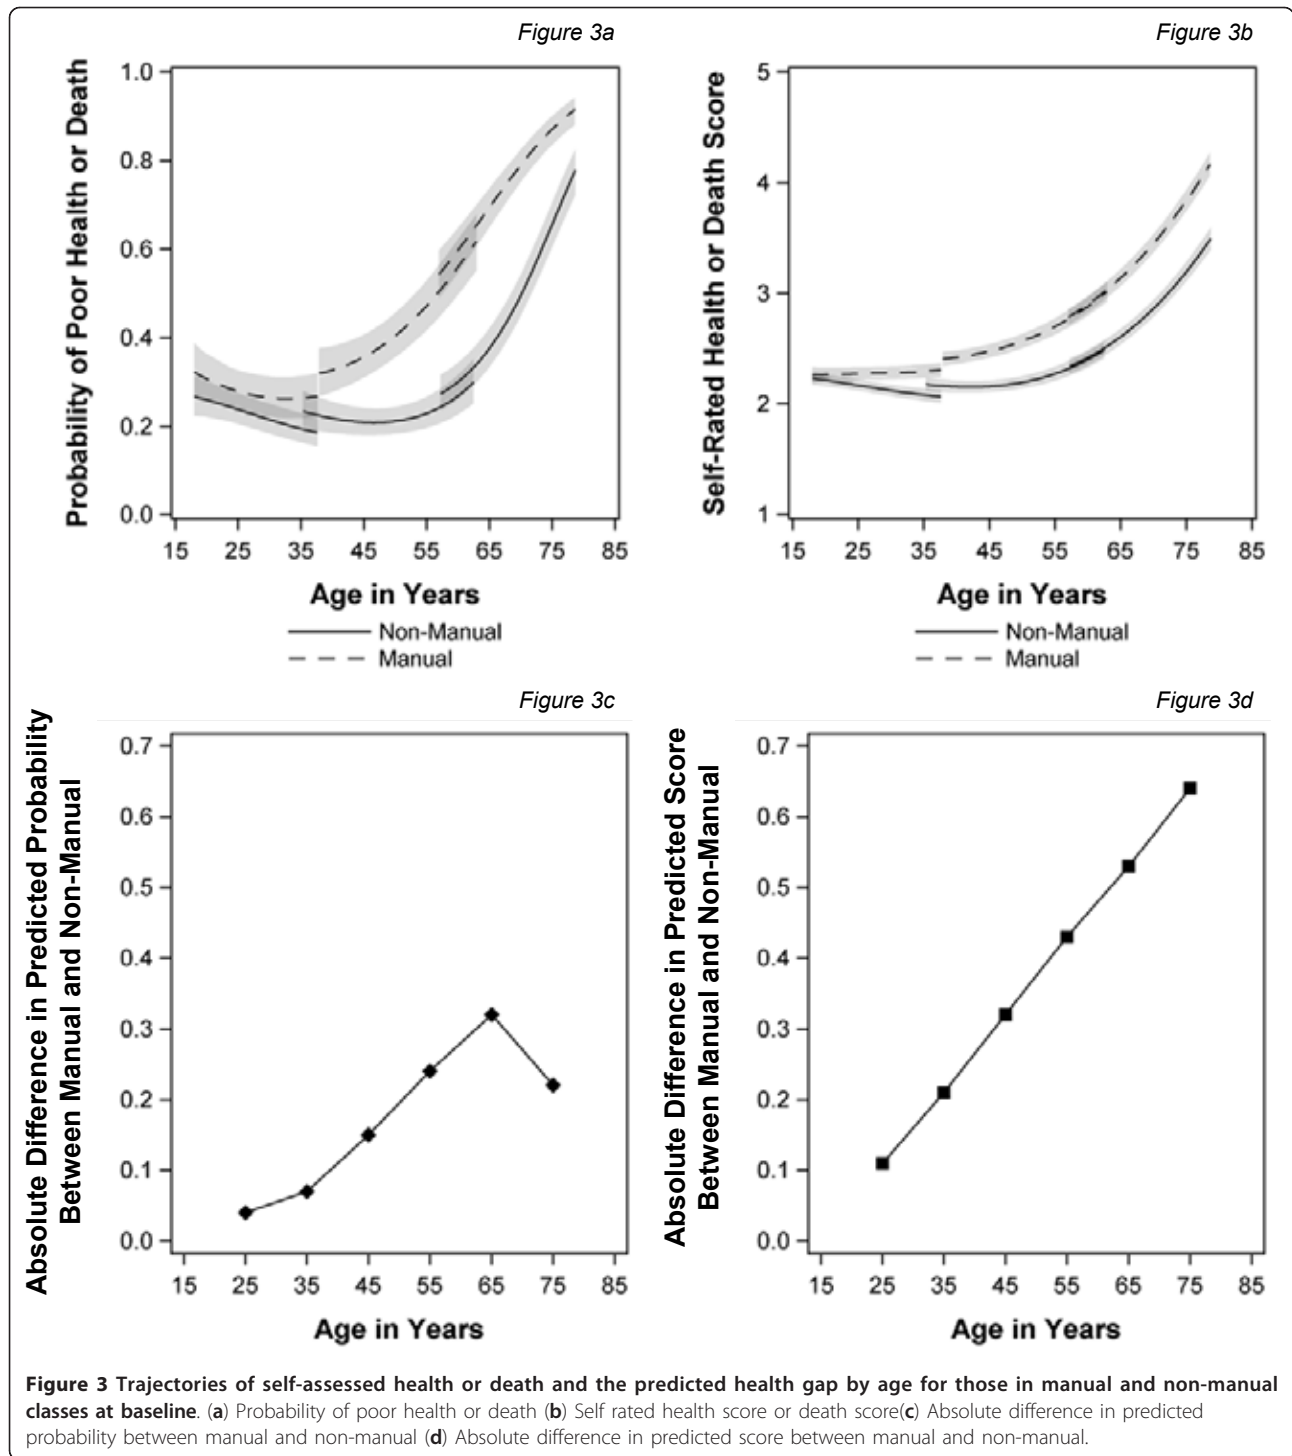 Figure 3a
Probability of Poor Health or Death
1.0
0.8
0.6
0.4
0.2
0.0
15 25 35 45 55 65 75 85
Age in Years
Non-Manual
Manual
Figure 3b
Self-Rated Health or Death Score
5
4
3
2
1
15 25 35 45 55 65 75 85
Age in Years
Non-Manual
Manual
Figure 3c
Absolute Difference in Predicted Probability
Between Manual and Non-Manual
0.7
0.6
0.5
0.4
0.3
0.2
0.1
0.0
15 25 35 45 55 65 75 85
Age in Years
Figure 3d
Absolute Difference in Predicted Score
Between Manual and Non-Manual
0.7
0.6
0.5
0.4
0.3
0.2
0.1
0.0
15 25 35 45 55 65 75 85
Age in Years
Figure 3 Trajectories of self-assessed health or death and the predicted health gap by age for those in manual and non-manual
classes at baseline. (a) Probability of poor health or death (b) Self rated health score or death score(c) Absolute difference in predicted
probability between manual and non-manual (d) Absolute difference in predicted score between manual and non-manual.